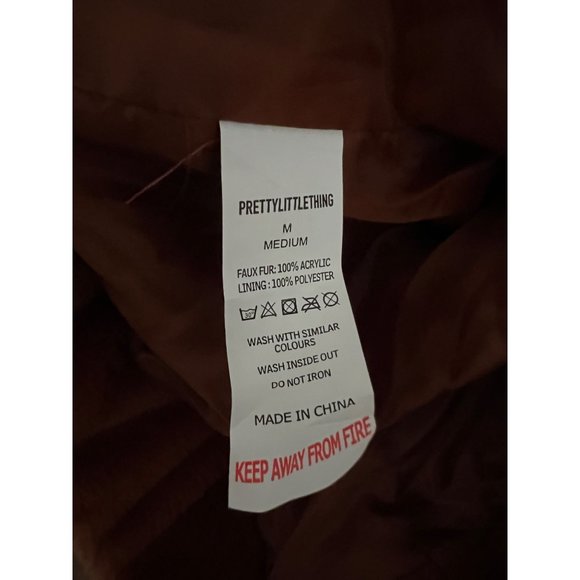 PRETTYLITTLETHING
M
MEDIUM
FAUX FUR: 100% ACRYLIC
LINING : 100% POLYESTER
WASH WITH SIMILAR
COLOURS
WASH INSIDE OUT
DO NOT IRON
MADE IN CHINA
KEEP AWAY FROM FIRE